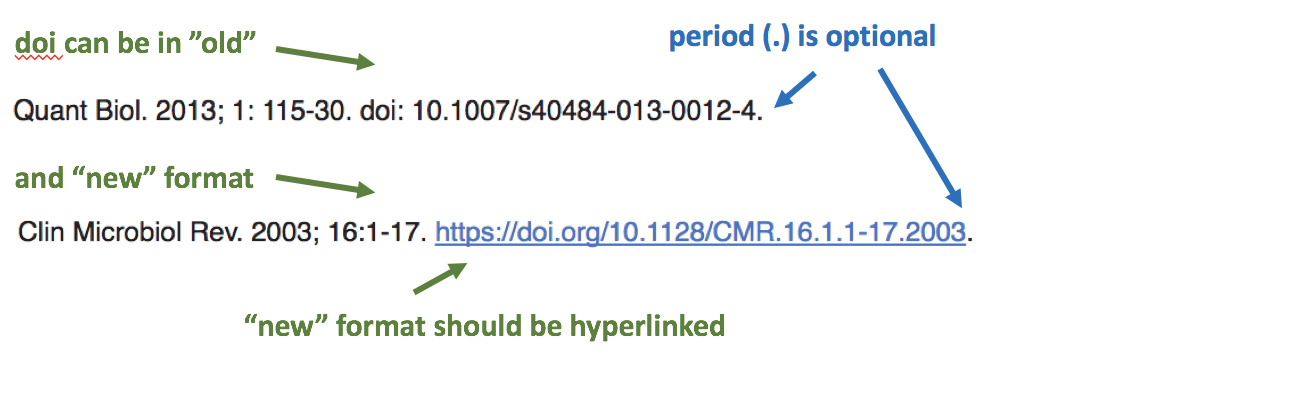 doi can be in ”old”
period (.) is optional
Quant Biol. 2013; 1: 115-30. doi: 10.1007/s40484-013-0012-4.
and “new” format
Clin Microbiol Rev. 2003; 16:1-17. https://doi.org/10.1128/CMR.16.1.1-17.2003.
“new” format should be hyperlinked